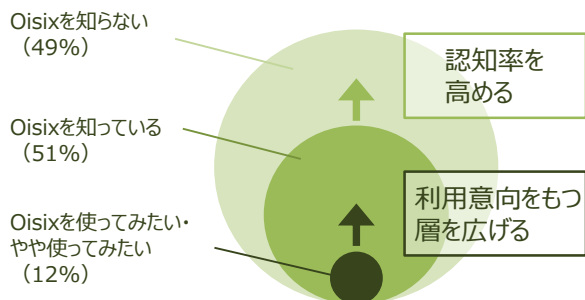 Oisixを知らない
（49%）
認知率を
高める
Oisixを知っている
（51%）
Oisixを使ってみたい・
やや使ってみたい
（12%）
利用意向をもつ
層を広げる